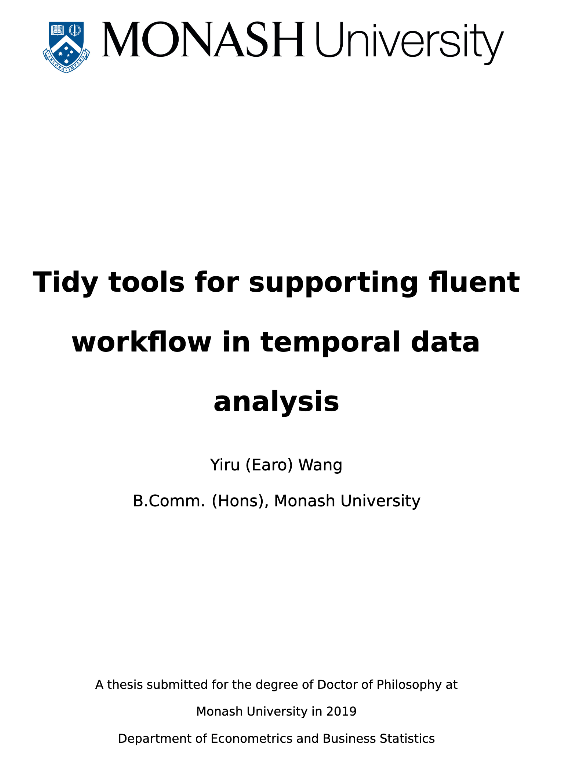 MONASH University
Tidy tools for supporting fluent
workflow in temporal data
analysis
Yiru (Earo) Wang
B.Comm. (Hons), Monash University
A thesis submitted for the degree of Doctor of Philosophy at
Monash University in 2019
Department of Econometrics and Business Statistics